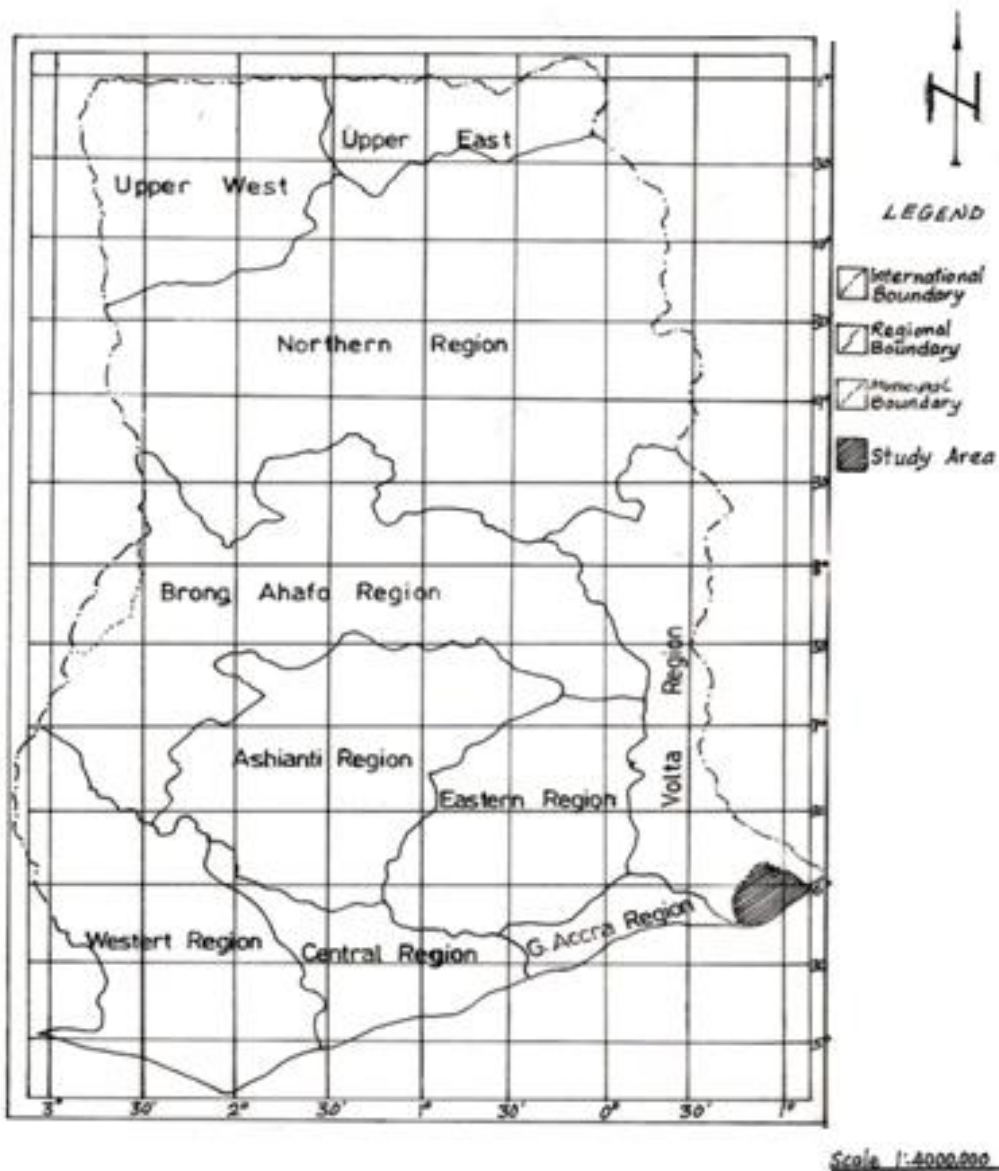 N
LEGEND
International
Boundary
Regional
Boundary
Municipal
Boundary
Study Area
Upper East
Upper West
Northern Region
Brong Ahafo Region
Volta Region
Ashianti Region
Eastern Region
Westert Region
Central Region
G. Accra Region
3° 30' 2° 30' 1° 30' 0° 30' 1°
Scale 1:4000,000